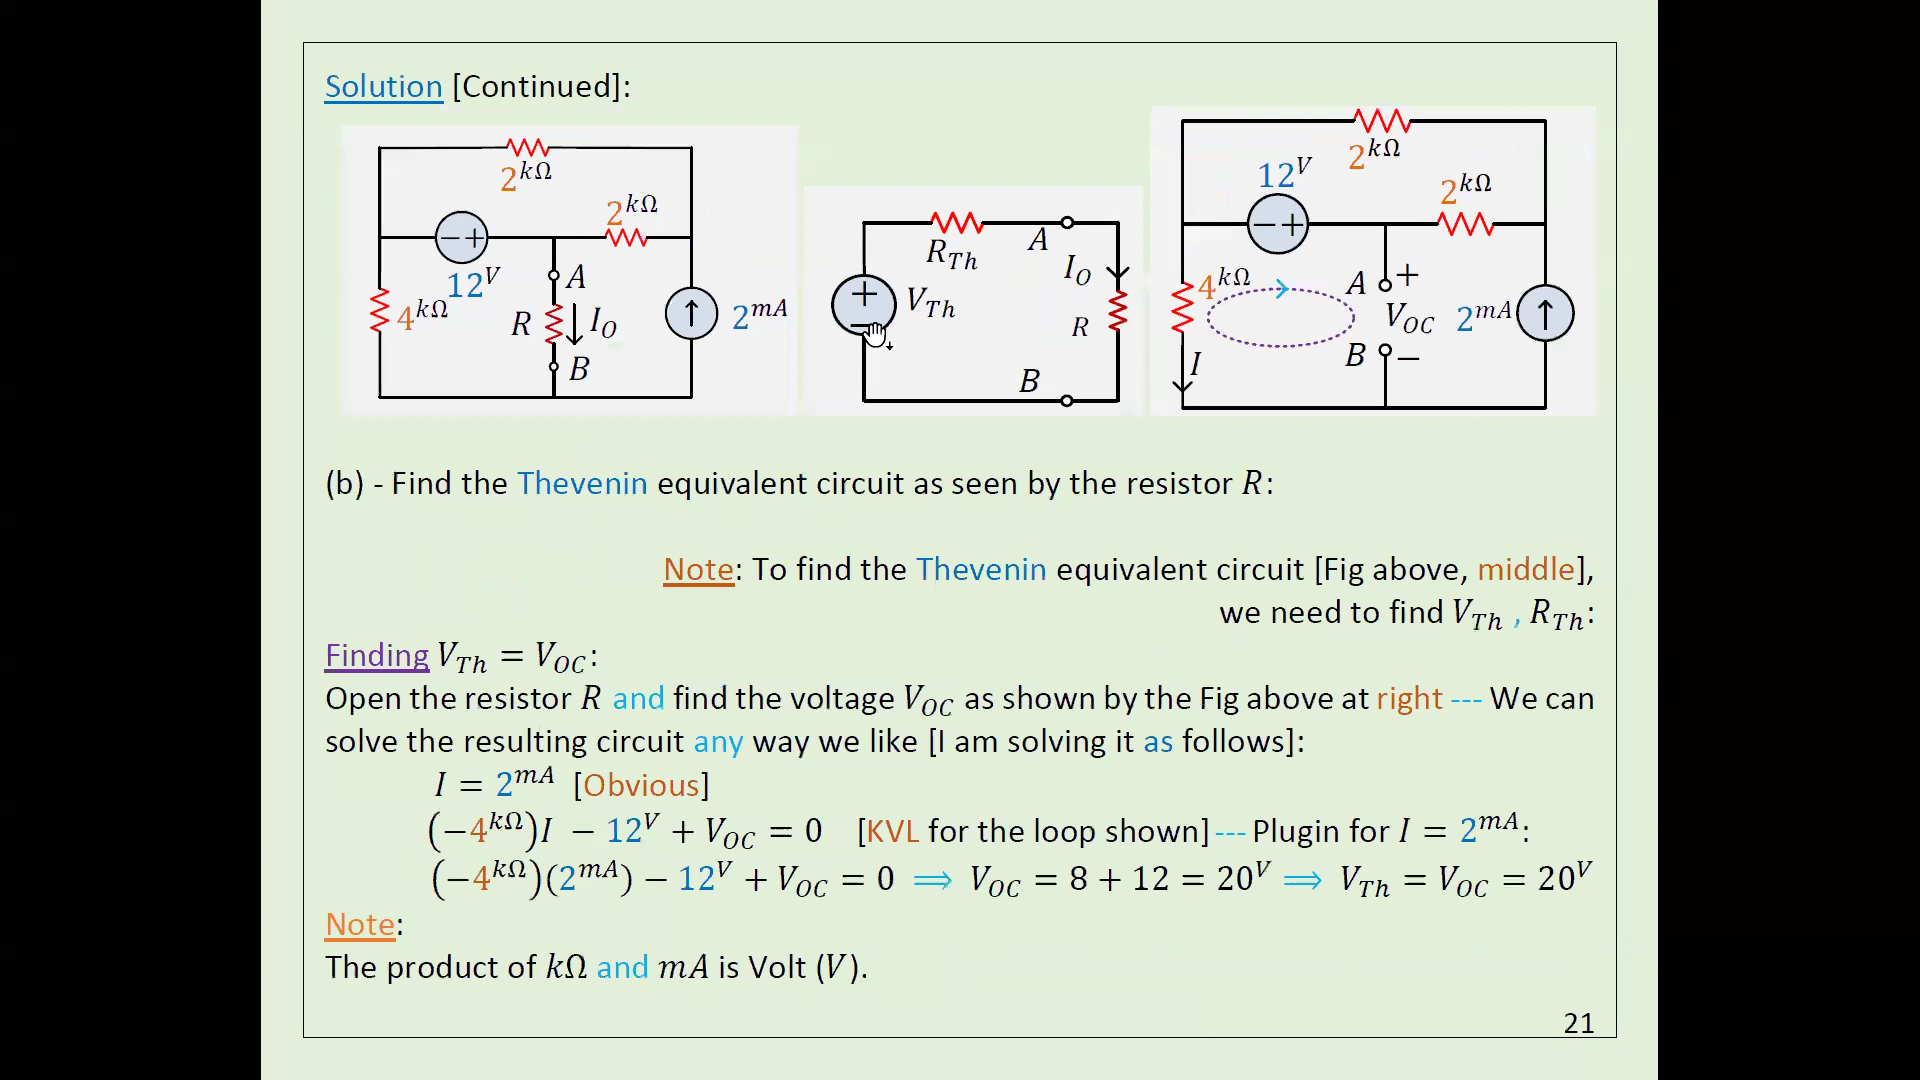 Solution [Continued]:
2kΩ
2kΩ
12V
4kΩ
A
R
IO
B
2mA
RTh
A
IO
VTh
R
B
2kΩ
12V
2kΩ
4kΩ
A +
VOC
2mA
B −
I
(b) - Find the Thevenin equivalent circuit as seen by the resistor R:
Note: To find the Thevenin equivalent circuit [Fig above, middle],
we need to find VTh , RTh:
Finding VTh = VOC:
Open the resistor R and find the voltage VOC as shown by the Fig above at right --- We can
solve the resulting circuit any way we like [I am solving it as follows]:
I = 2mA [Obvious]
(−4kΩ)I − 12V + VOC = 0 [KVL for the loop shown] --- Plugin for I = 2mA:
(−4kΩ)(2mA) − 12V + VOC = 0 ⟹ VOC = 8 + 12 = 20V ⟹ VTh = VOC = 20V
Note:
The product of kΩ and mA is Volt (V).
21